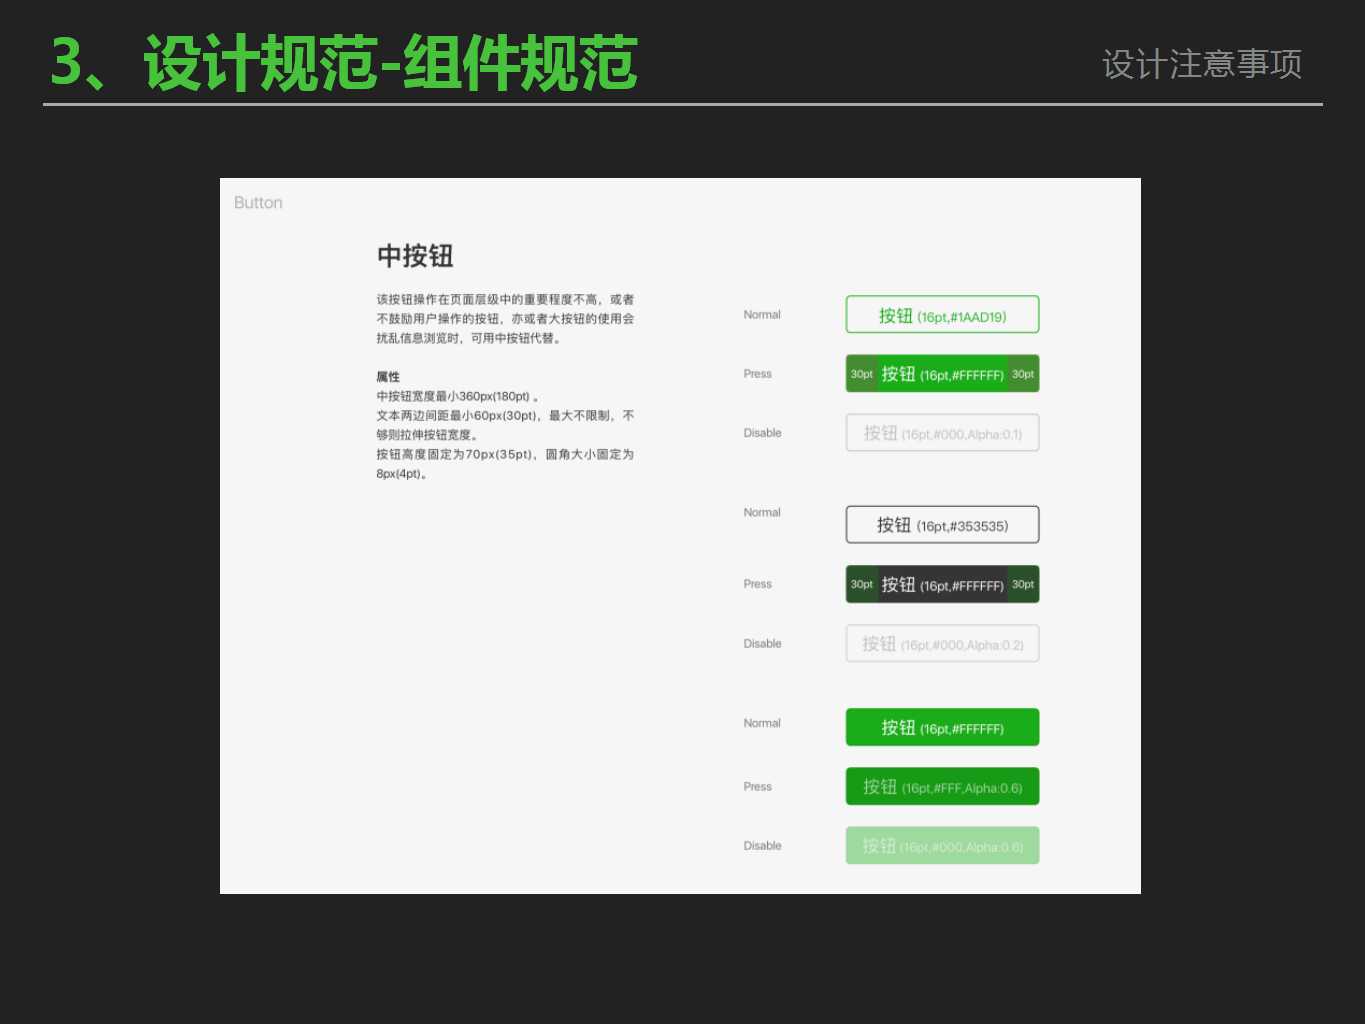 3、设计规范-组件规范
设计注意事项
Button
中按钮
该按钮操作在页面层级中的重要程度不高，或者
不鼓励用户操作的按钮，亦或者大按钮的使用会
扰乱信息浏览时，可用中按钮代替。
属性
中按钮宽度最小360px(180pt) 。
文本两边间距最小60px(30pt)，最大不限制，不
够则拉伸按钮宽度。
按钮高度固定为70px(35pt)，圆角大小固定为
8px(4pt)。
Normal
按钮 (16pt,#1AAD19)
Press
30pt 按钮 (16pt,#FFFFFF) 30pt
Disable
按钮 (16pt,#000,Alpha:0.1)
Normal
按钮 (16pt,#353535)
Press
30pt 按钮 (16pt,#FFFFFF) 30pt
Disable
按钮 (16pt,#000,Alpha:0.2)
Normal
按钮 (16pt,#FFFFFF)
Press
按钮 (16pt,#FFF,Alpha:0.6)
Disable
按钮 (16pt,#000,Alpha:0.6)